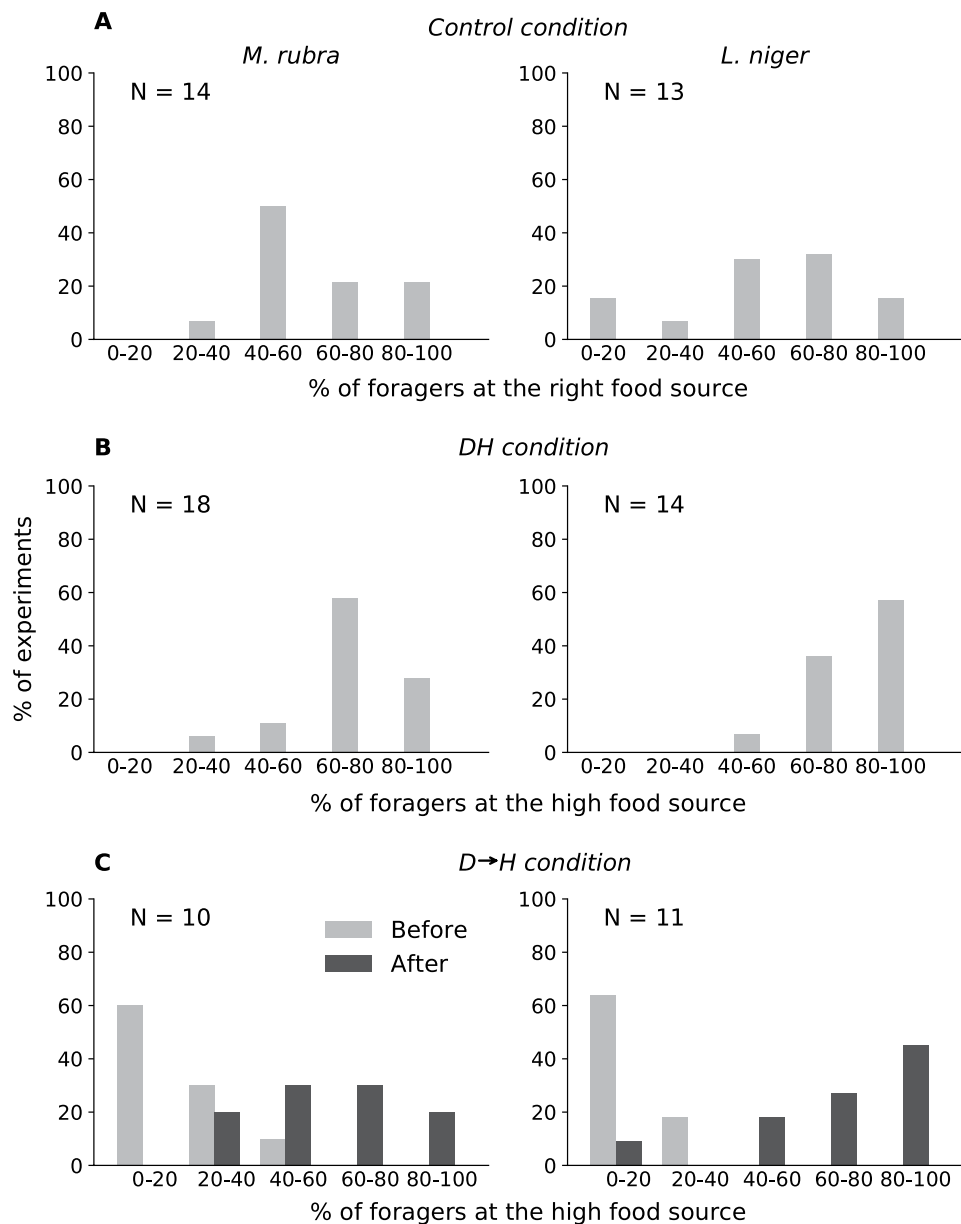 A
Control condition
M. rubra
L. niger
100
80
60
40
20
0
N = 14
0-20 20-40 40-60 60-80 80-100
100
80
60
40
20
0
N = 13
0-20 20-40 40-60 60-80 80-100
% of foragers at the right food source
B
DH condition
% of experiments
100
80
60
40
20
0
N = 18
0-20 20-40 40-60 60-80 80-100
100
80
60
40
20
0
N = 14
0-20 20-40 40-60 60-80 80-100
% of foragers at the high food source
C
D→H condition
100
80
60
40
20
0
N = 10
Before
After
0-20 20-40 40-60 60-80 80-100
100
80
60
40
20
0
N = 11
0-20 20-40 40-60 60-80 80-100
% of foragers at the high food source